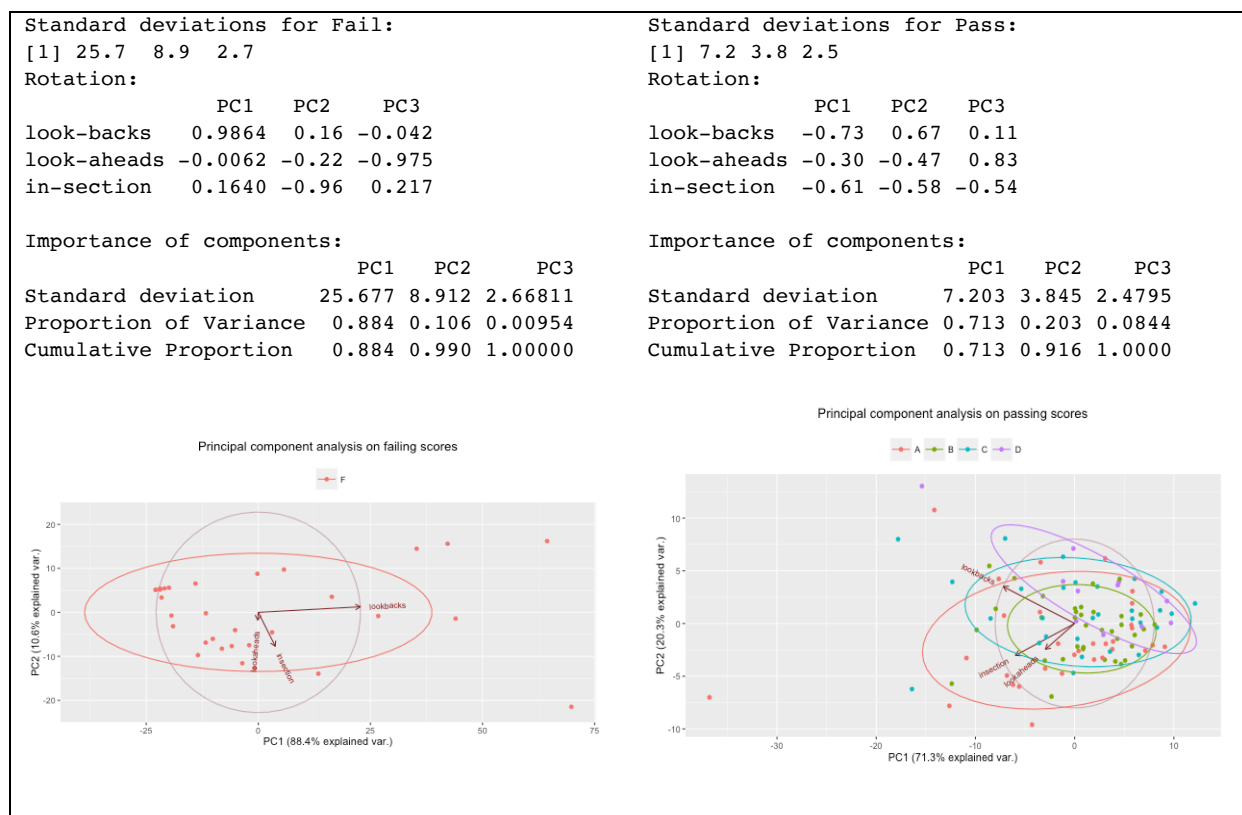 Standard deviations for Fail:
[1] 25.7 8.9 2.7
Rotation:
PC1 PC2 PC3
look-backs 0.9864 0.16 -0.042
look-aheads -0.0062 -0.22 -0.975
in-section 0.1640 -0.96 0.217
Importance of components:
PC1 PC2 PC3
Standard deviation 25.677 8.912 2.66811
Proportion of Variance 0.884 0.106 0.00954
Cumulative Proportion 0.884 0.990 1.00000
Principal component analysis on failing scores
F
PC2 (10.6% explained var.)
20
10
0
-10
-20
lookbacks
lookaheads
insection
-25 0 25 50 75
PC1 (88.4% explained var.)
Standard deviations for Pass:
[1] 7.2 3.8 2.5
Rotation:
PC1 PC2 PC3
look-backs -0.73 0.67 0.11
look-aheads -0.30 -0.47 0.83
in-section -0.61 -0.58 -0.54
Importance of components:
PC1 PC2 PC3
Standard deviation 7.203 3.845 2.4795
Proportion of Variance 0.713 0.203 0.0844
Cumulative Proportion 0.713 0.916 1.0000
Principal component analysis on passing scores
A B C D
PC2 (20.3% explained var.)
10
5
0
-5
-10
lookbacks
insection
lookaheads
-30 -20 -10 0 10
PC1 (71.3% explained var.)